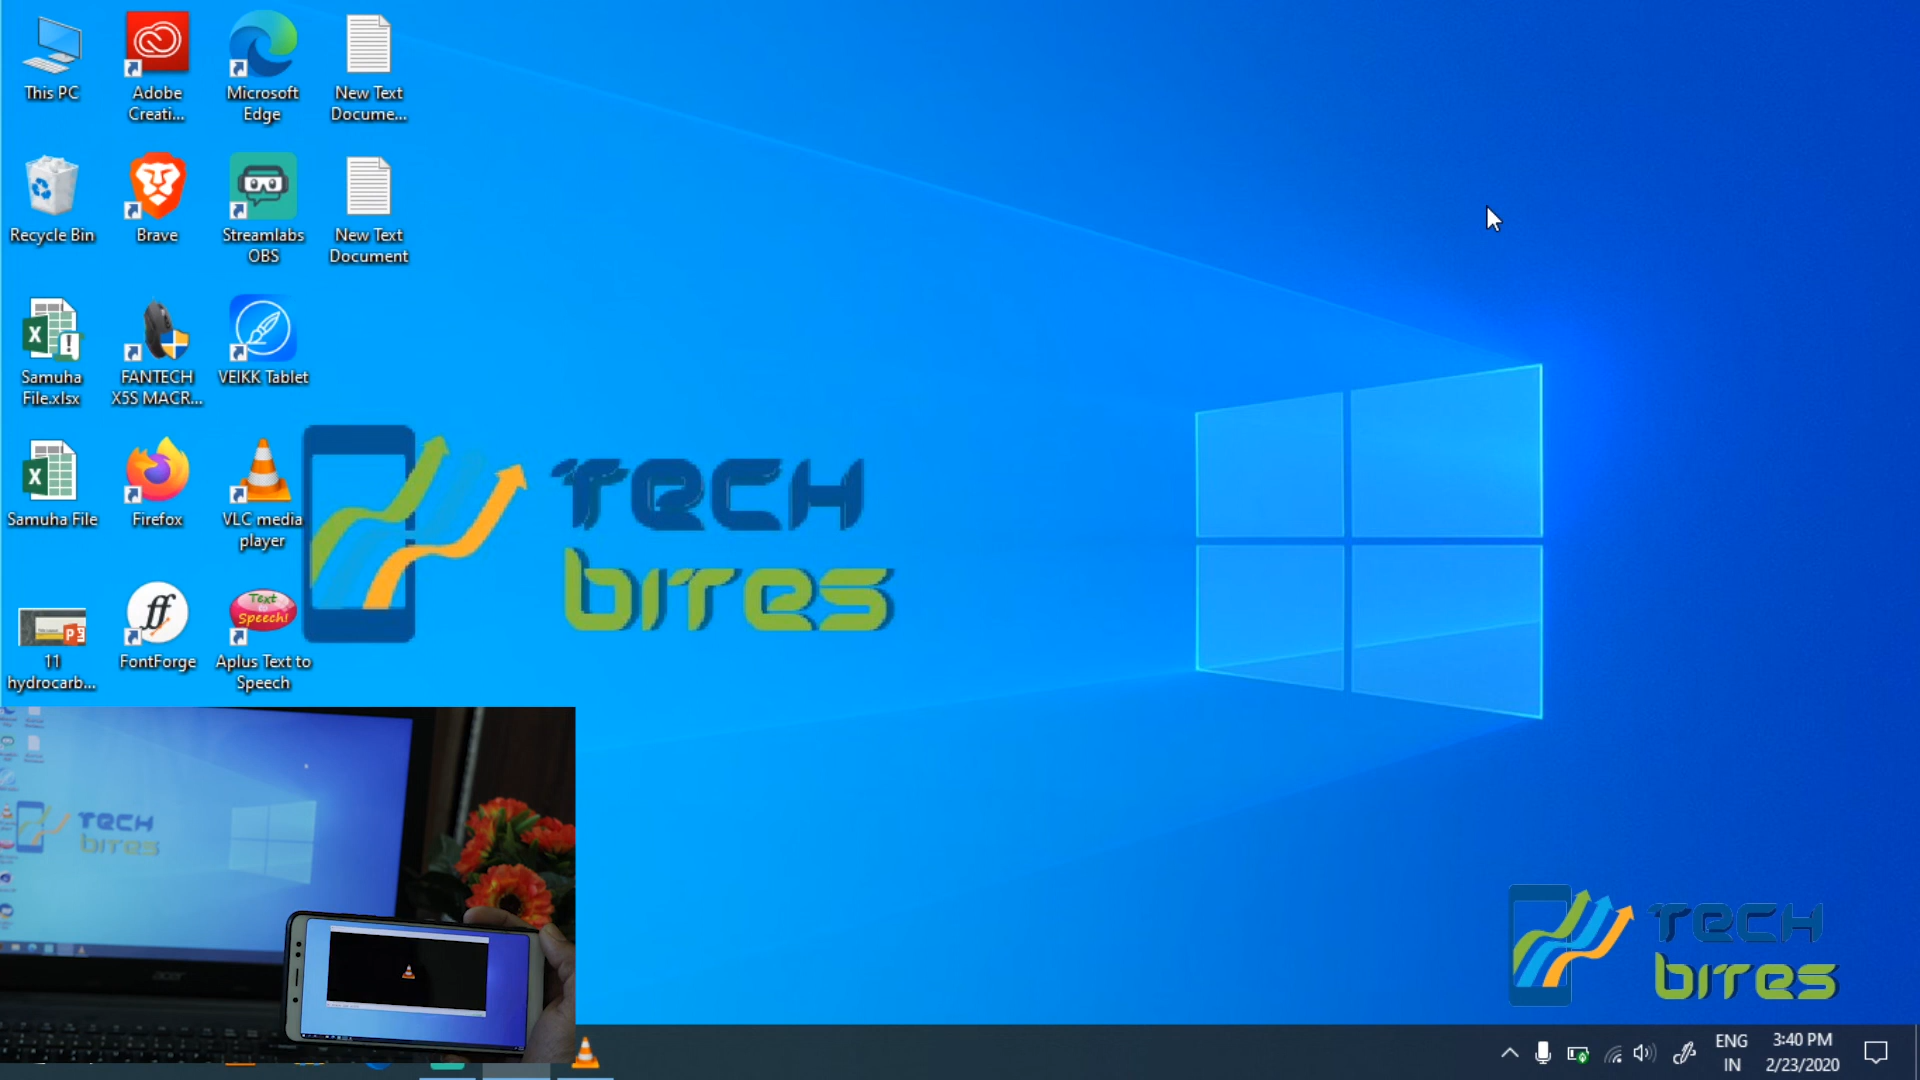 This PC
Adobe
Creati...
Microsoft
Edge
New Text
Docume...
Recycle Bin
Brave
Streamlabs
OBS
New Text
Document
Samuha
File.xlsx
FANTECH
X5S MACR...
VEIKK Tablet
Samuha File
Firefox
VLC media
player
TECH
BITES
11
hydrocarb...
FontForge
Text
Speech!
Aplus Text to
Speech
TECH
BITES
acer
TECH
BITES
ENG
IN
3:40 PM
2/23/2020